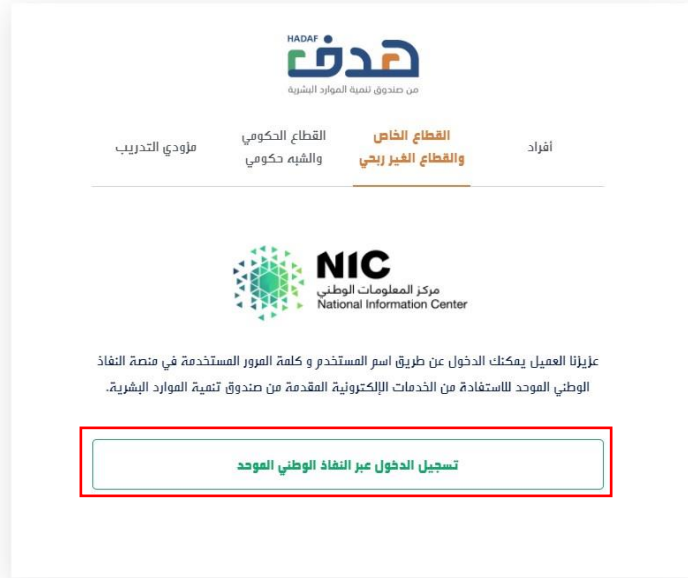 HADAF
هدف
من صندوق تنمية الموارد البشرية
أفراد
القطاع الخاص
والقطاع الغير ربحي
القطاع الحكومي
والشبه حكومي
مزودي التدريب
NIC
مركز المعلومات الوطني
National Information Center
عزيزنا العميل يمكنك الدخول عن طريق اسم المستخدم و كلمة المرور المستخدمة في منصة النفاذ
الوطني الموحد للاستفادة من الخدمات الإلكترونية المقدمة من صندوق تنمية الموارد البشرية.
تسجيل الدخول عبر النفاذ الوطني الموحد